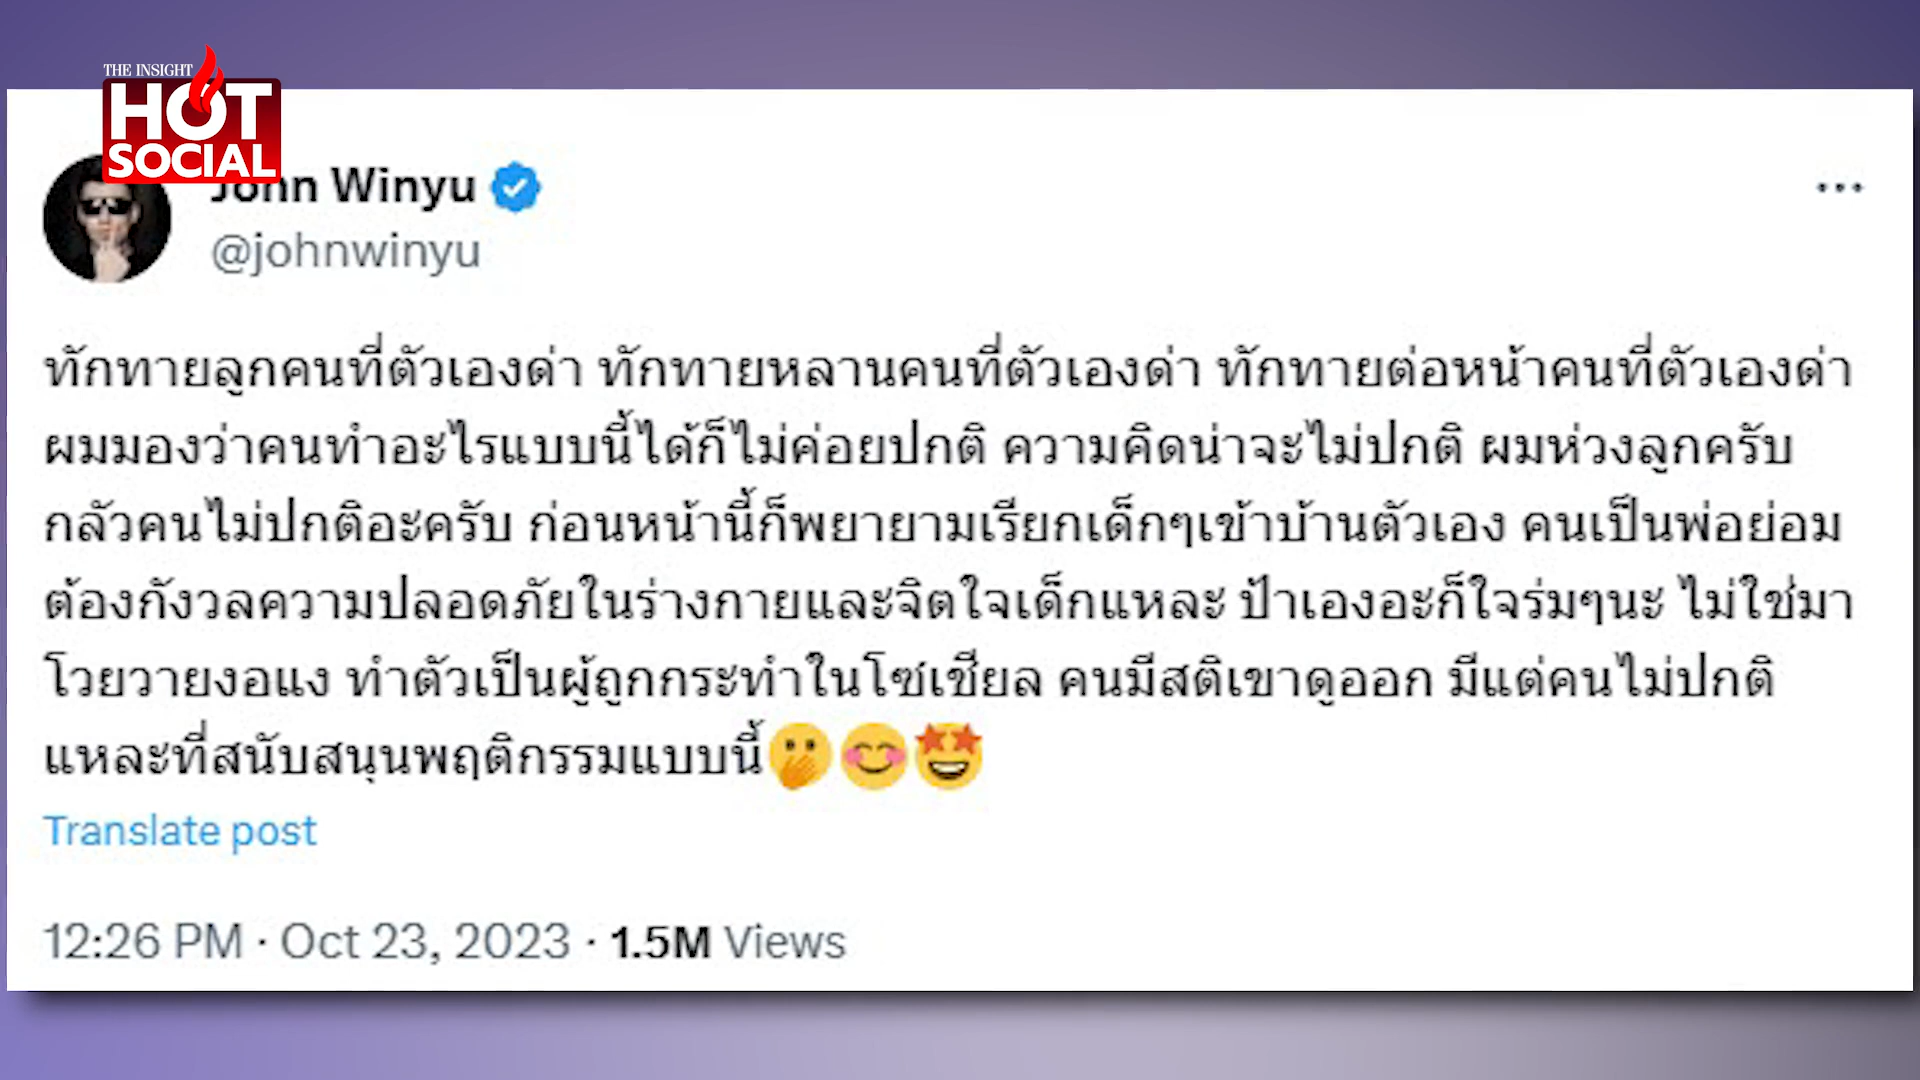 THE INSIGHT
HOT
SOCIAL
John Winyu
@johnwinyu
ทักทายลูกคนที่ตัวเองด่า ทักทายหลานคนที่ตัวเองด่า ทักทายต่อหน้าคนที่ตัวเองด่า
ผมมองว่าคนทำอะไรแบบนี้ได้ก็ไม่ค่อยปกติ ความคิดน่าจะไม่ปกติ ผมห่วงลูกครับ
กลัวคนไม่ปกติอะครับ ก่อนหน้านี้ก็พยายามเรียกเด็กๆเข้าบ้านตัวเอง คนเป็นพ่อย่อม
ต้องกังวลความปลอดภัยในร่างกายและจิตใจเด็กแหละ ป้าเองอะก็ใจร่มๆนะ ไม่ใช่มา
โวยวายงอแง ทำตัวเป็นผู้ถูกกระทำในโซเชียล คนมีสติเขาดูออก มีแต่คนไม่ปกติ
แหละที่สนับสนุนพฤติกรรมแบบนี้🫢😊🤩
Translate post
12:26 PM · Oct 23, 2023 · 1.5M Views